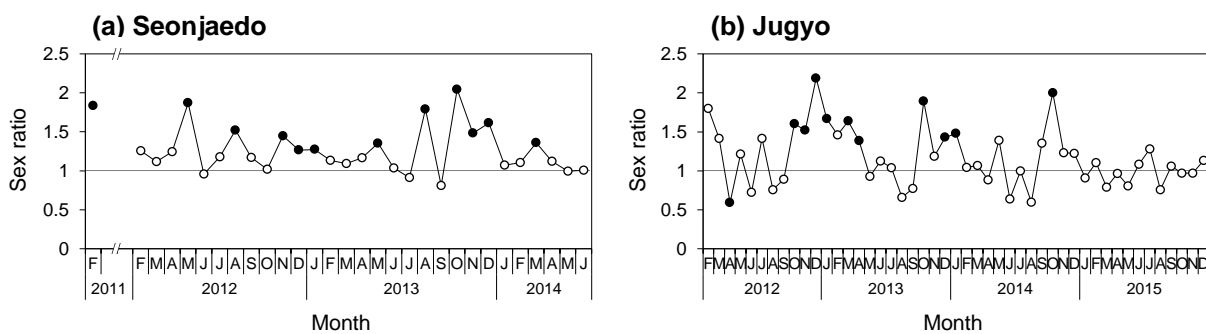 (a) Seonjaedo
2.5
2
1.5
1
0.5
0
Sex ratio
F F M A M J J A S O N D J F M A M J J A S O N D J F M A M J
2011 2012 2013 2014
Month
(b) Jugyo
2.5
2
1.5
1
0.5
0
Sex ratio
F M A M J J A S O N D J F M A M J J A S O N D J F M A M J J A S O N D J F M A M J J A S O N D
2012 2013 2014 2015
Month